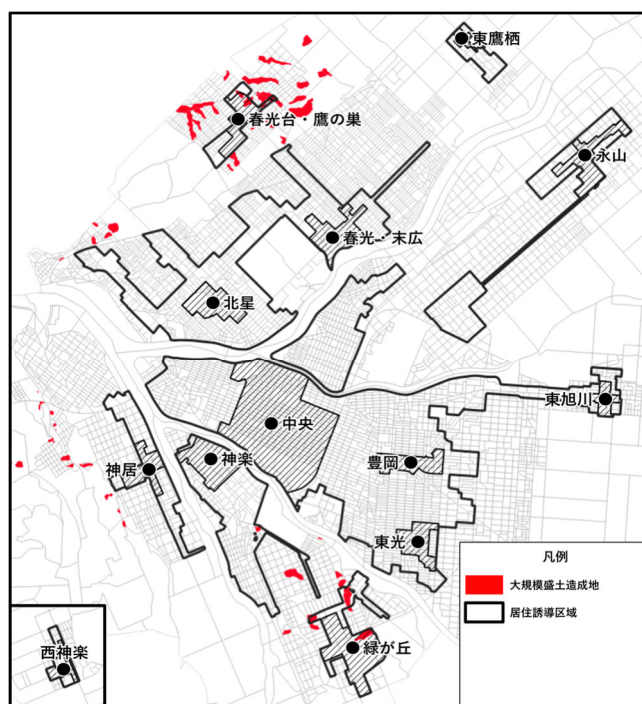 東鷹栖
春光台・鷹の巣
永山
春光・末広
北星
東旭川
中央
神居
神楽
豊岡
東光
凡例
大規模盛土造成地
居住誘導区域
緑が丘
西神楽